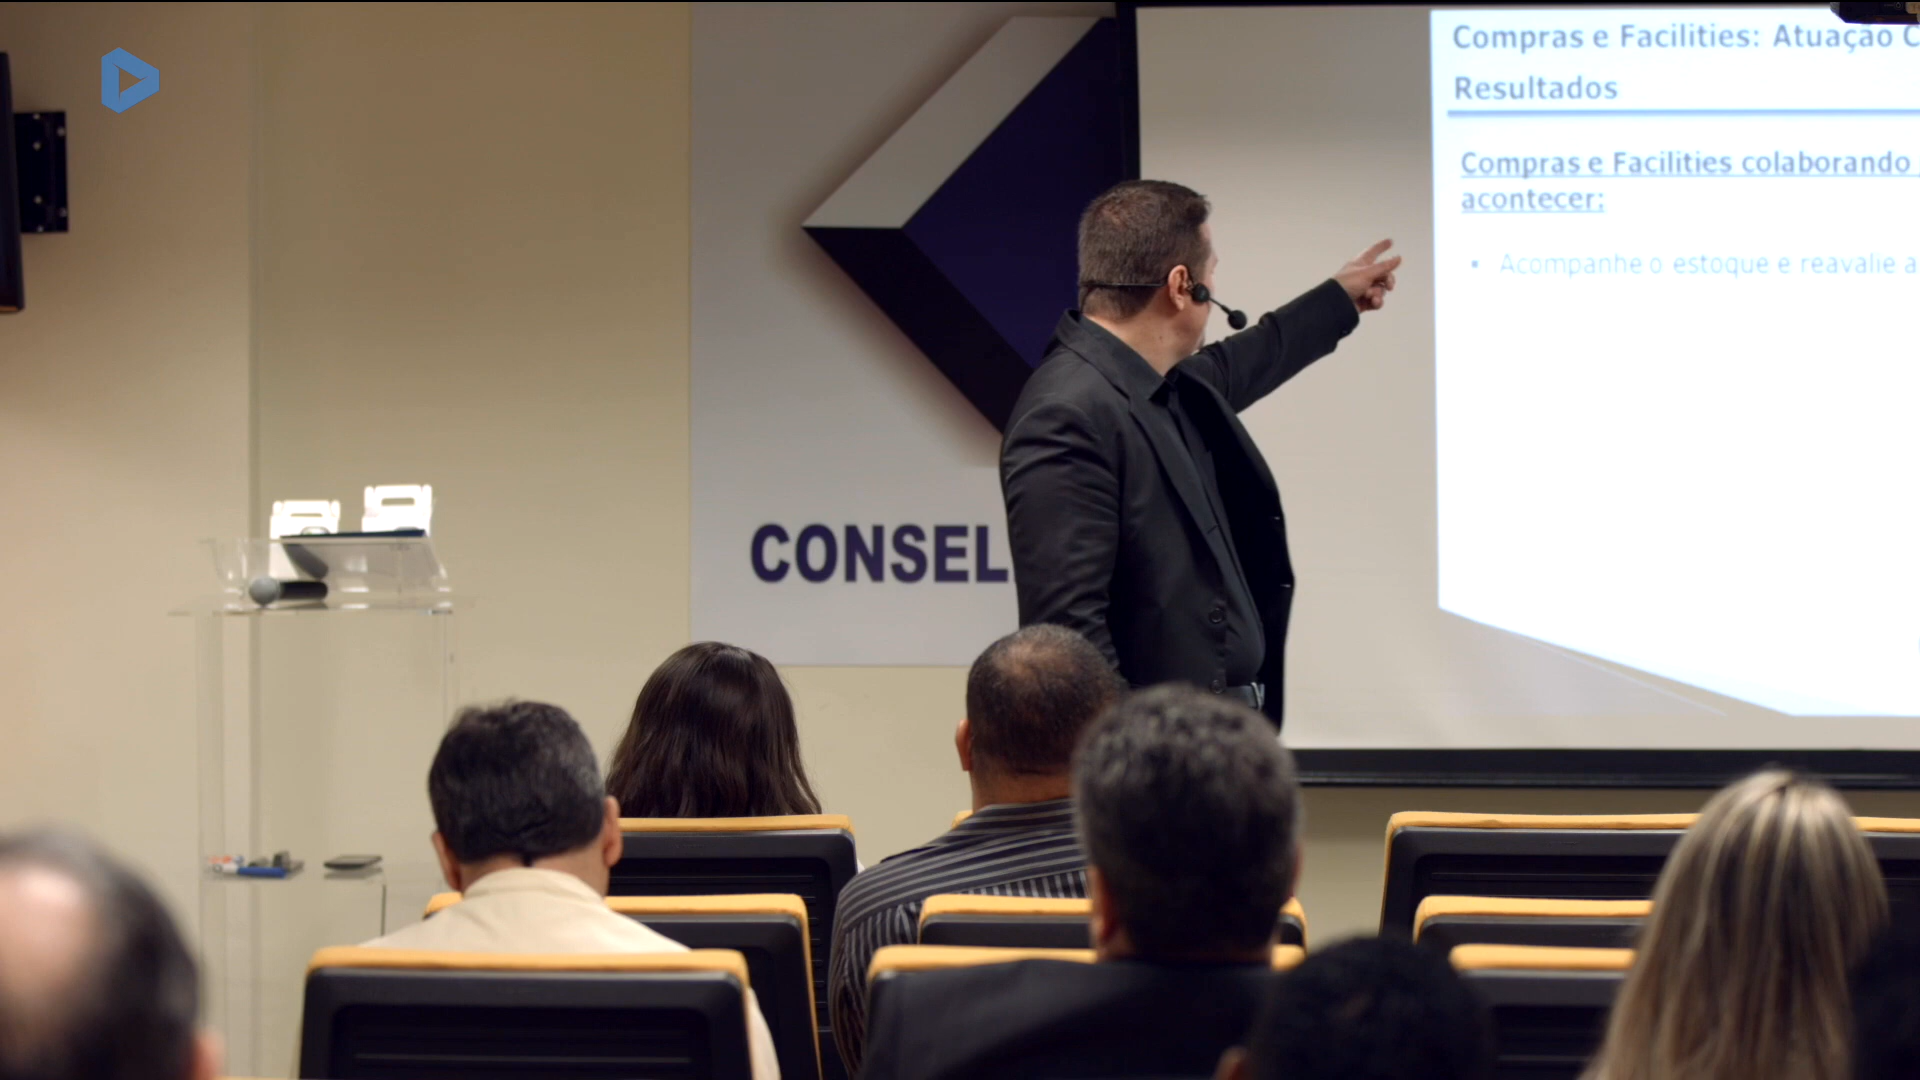 Compras e Facilities: Atuação C
Resultados
Compras e Facilities colaborando
acontecer:
• Acompanhe o estoque e reavalie a
CONSEL